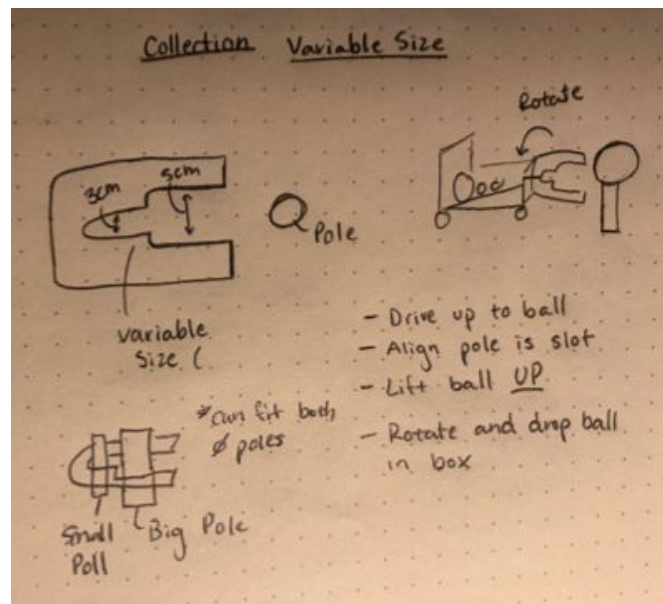 Collection Variable Size
Rotate
3cm
5cm
Pole
variable
Size (
- Drive up to ball
- Align pole is slot
- Lift ball UP
- Rotate and drop ball
in box
*can fit both
ø poles
Small
Poll
Big Pole